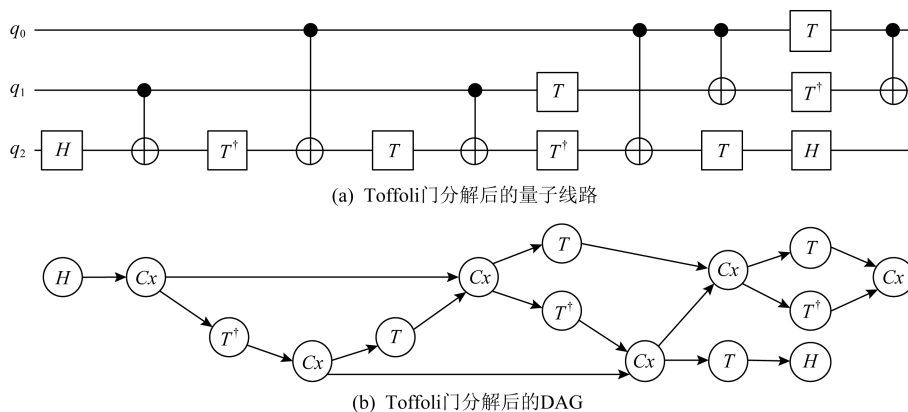 q₀ T
q₁ T T†
H T† T T† T H
q₂
(a) Toffoli门分解后的量子线路
T T
H Cx Cx Cx Cx
T† T T† T†
Cx Cx T H
(b) Toffoli门分解后的DAG